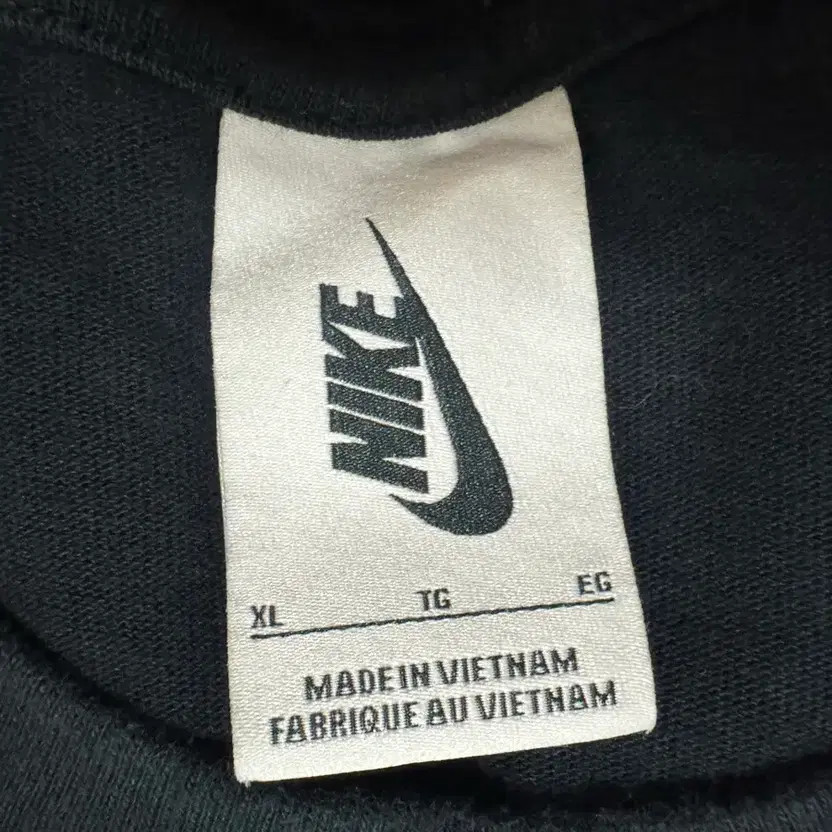 NIKE
XL TG EG
MADE IN VIETNAM
FABRIQUE AU VIETNAM